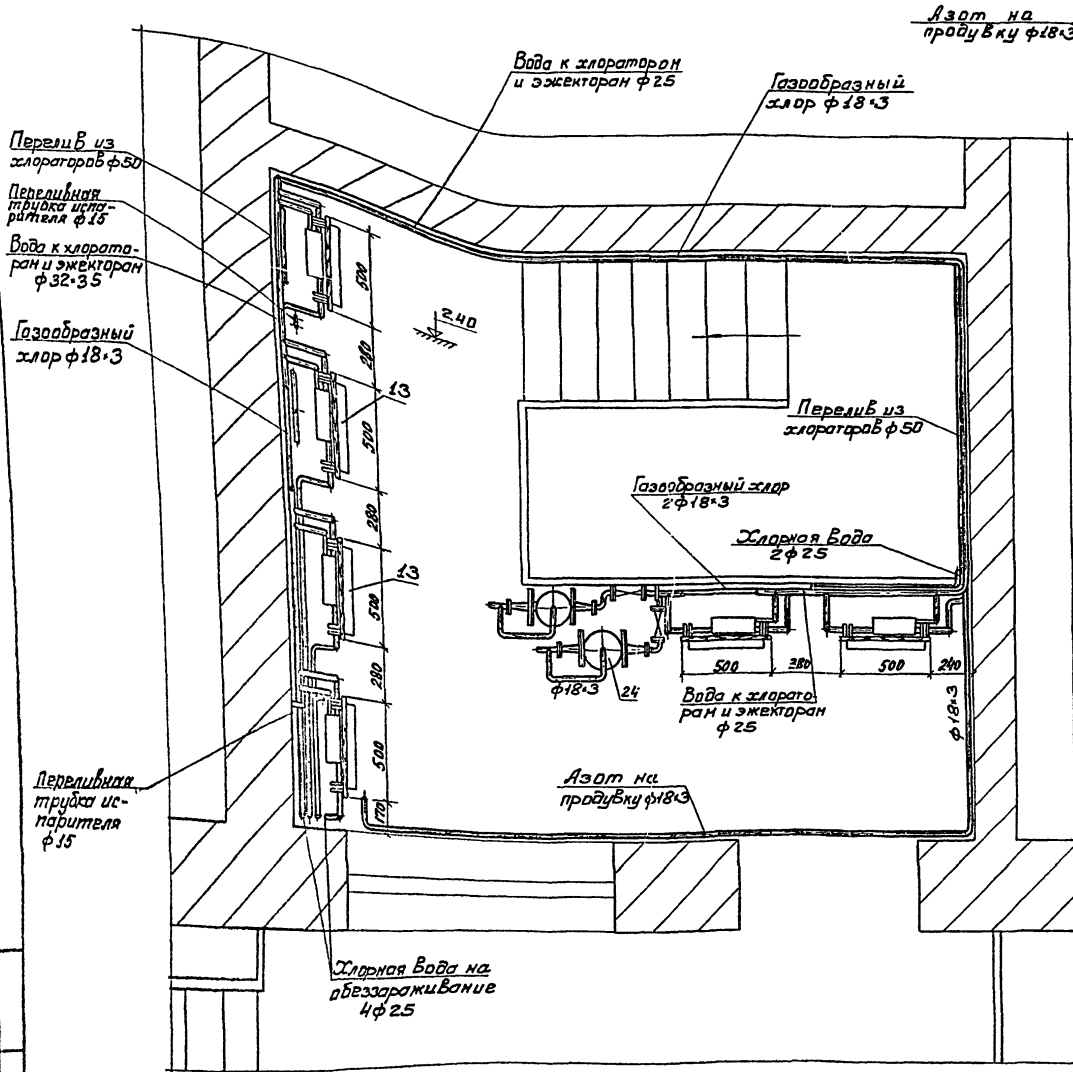 Азот на
продувку ф18×3
Вода к хлораторам
и эжекторам ф25
Газообразный
хлор ф18×3
Перелив из
хлораторов ф50
Переливная
трубка испа-
рителя ф15
Вода к хлорато-
рам и эжекторам
ф32×3.5
Газообразный
хлор ф18×3
500
240
280
13
500
Перелив из
хлораторов ф50
Газообразный хлор
2ф18×3
Хлорная вода
2ф25
280
13
500
280
500
280
500
240
ф18×3
24
Вода к хлорато
рам и эжекторам
ф25
ф18×3
500
170
Переливная
трубка ис-
парителя
ф15
Азот на
продувку ф18×3
Хлорная вода на
обеззараживание
4ф25